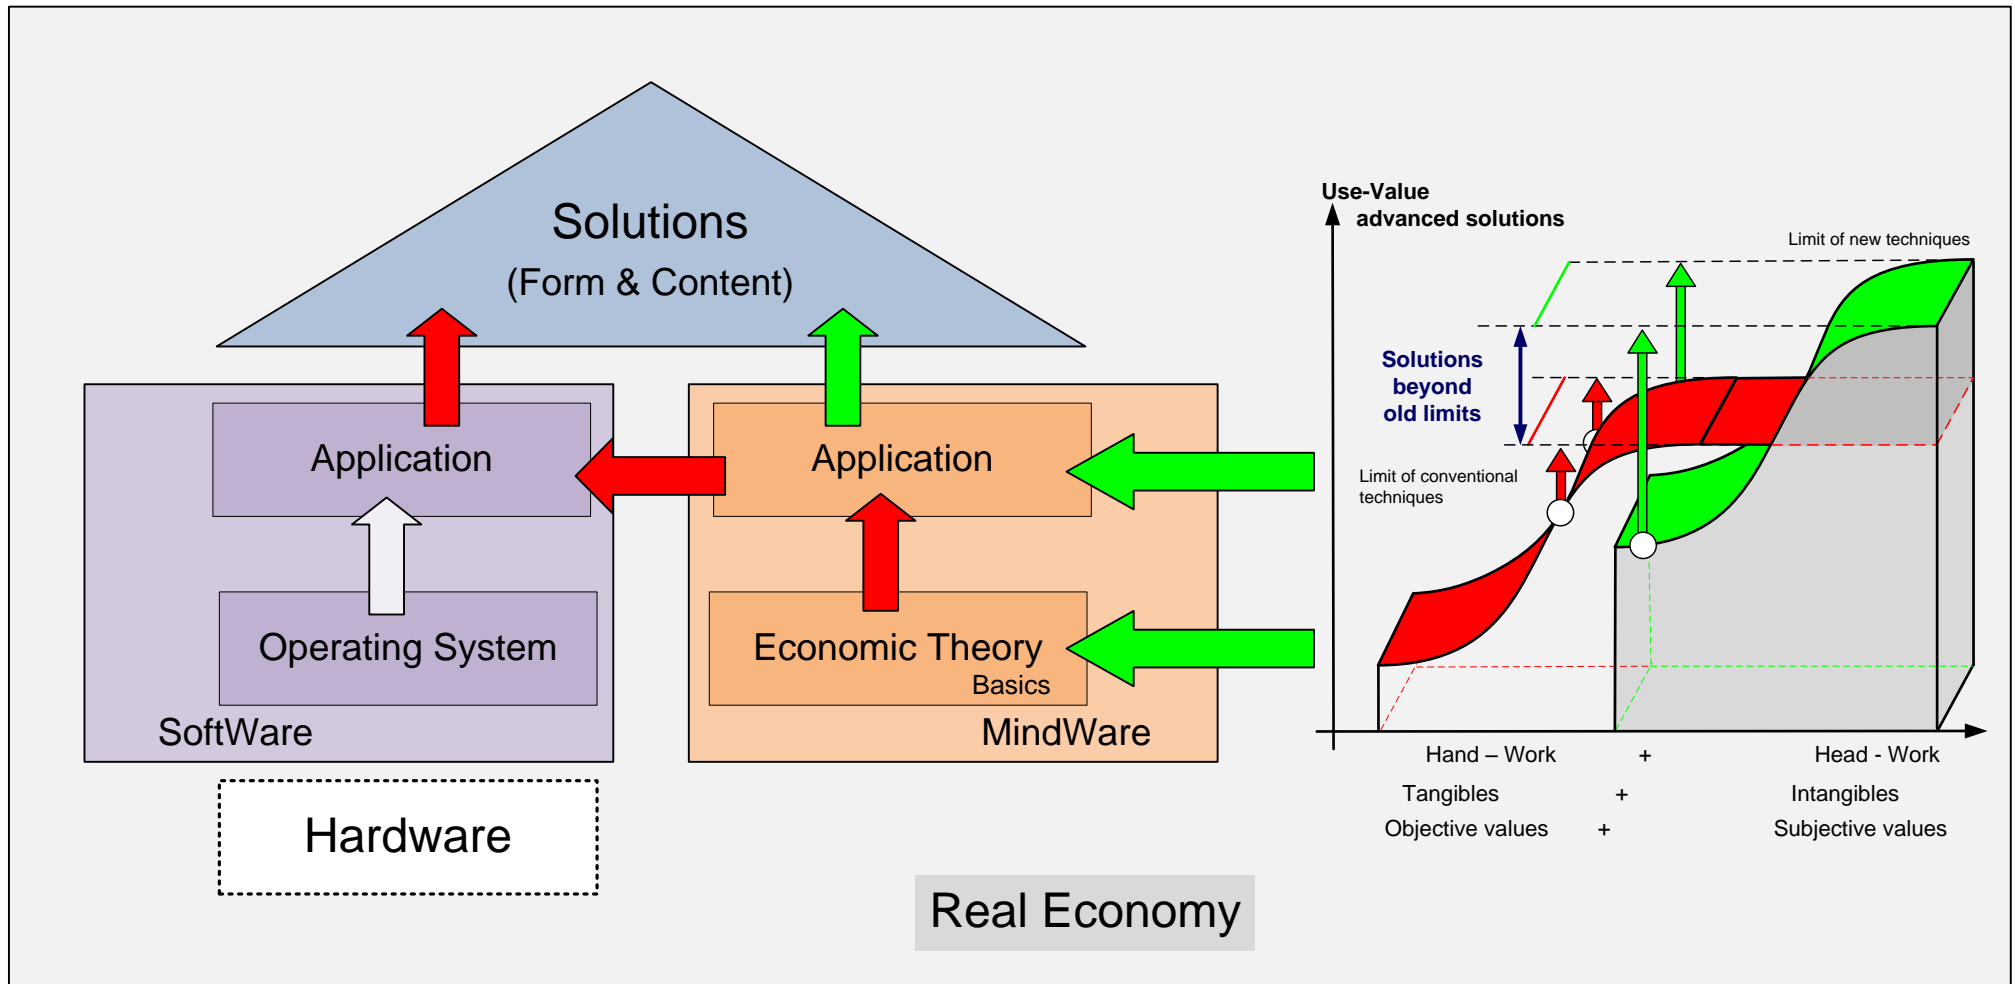 Solutions
(Form & Content)
Application
Application
Operating System
Economic Theory
Basics
SoftWare
MindWare
Hardware
Real Economy
Use-Value
advanced solutions
Limit of new techniques
Solutions
beyond
old limits
Limit of conventional
techniques
Hand – Work + Head - Work
Tangibles + Intangibles
Objective values + Subjective values